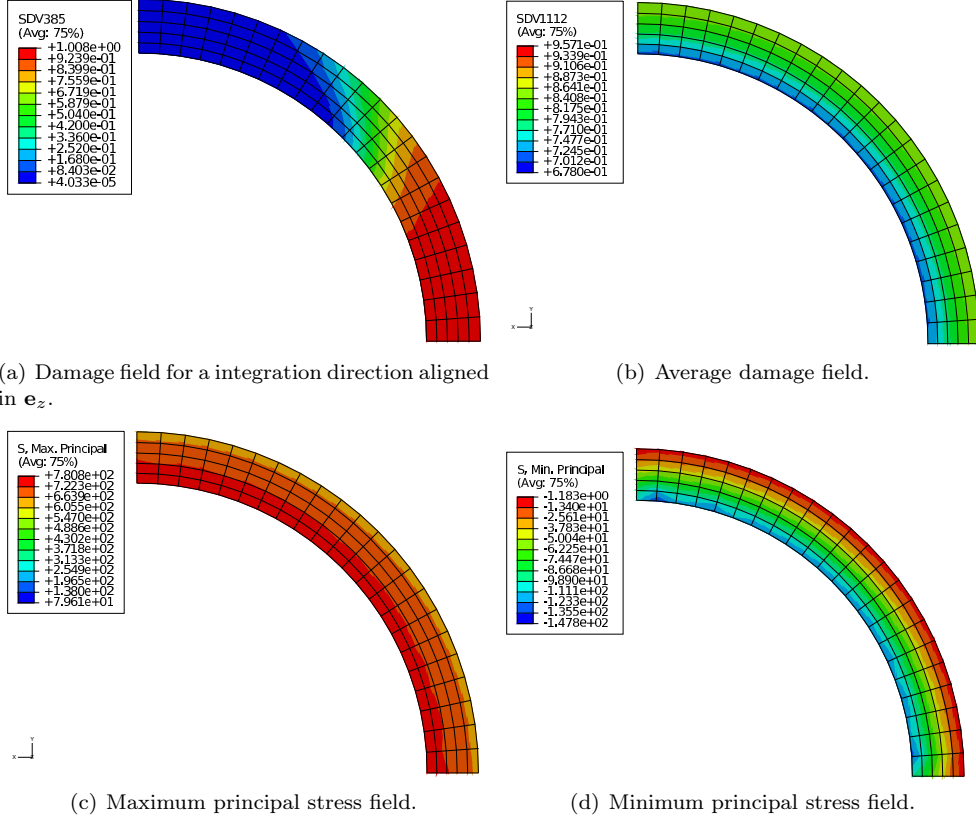 SDV385
(Avg: 75%)
+1.008e+00
+9.239e-01
+8.399e-01
+7.559e-01
+6.719e-01
+5.879e-01
+5.040e-01
+4.200e-01
+3.360e-01
+2.520e-01
+1.680e-01
+8.403e-02
+4.033e-05
SDV1112
(Avg: 75%)
+9.571e-01
+9.339e-01
+9.106e-01
+8.873e-01
+8.641e-01
+8.408e-01
+8.175e-01
+7.943e-01
+7.710e-01
+7.477e-01
+7.245e-01
+7.012e-01
+6.780e-01
Y
X
Z
(a) Damage field for a integration direction aligned
in e_z.
(b) Average damage field.
S, Max. Principal
(Avg: 75%)
+7.808e+02
+7.223e+02
+6.639e+02
+6.055e+02
+5.470e+02
+4.886e+02
+4.302e+02
+3.718e+02
+3.133e+02
+2.549e+02
+1.965e+02
+1.380e+02
+7.961e+01
Y
X
Z
S, Min. Principal
(Avg: 75%)
-1.183e+00
-1.340e+01
-2.561e+01
-3.783e+01
-5.004e+01
-6.225e+01
-7.447e+01
-8.668e+01
-9.890e+01
-1.111e+02
-1.233e+02
-1.355e+02
-1.478e+02
(c) Maximum principal stress field.
(d) Minimum principal stress field.